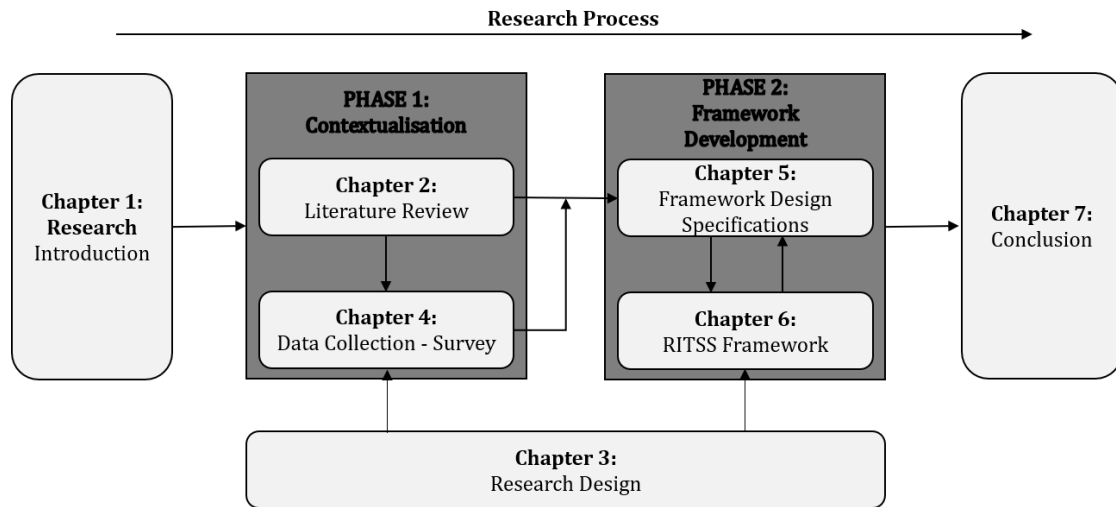 Research Process
Chapter 1:
Research
Introduction
PHASE 1:
Contextualisation
Chapter 2:
Literature Review
Chapter 4:
Data Collection - Survey
PHASE 2:
Framework
Development
Chapter 5:
Framework Design
Specifications
Chapter 6:
RITSS Framework
Chapter 7:
Conclusion
Chapter 3:
Research Design